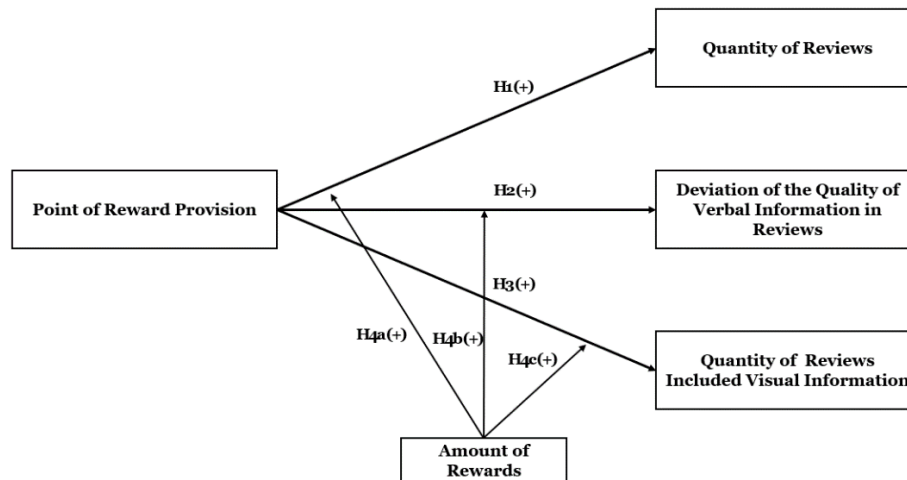 Quantity of Reviews
H1(+)
Point of Reward Provision
H2(+)
Deviation of the Quality of
Verbal Information in
Reviews
H3(+)
H4a(+)
H4b(+)
H4c(+)
Quantity of Reviews
Included Visual Information
Amount of
Rewards